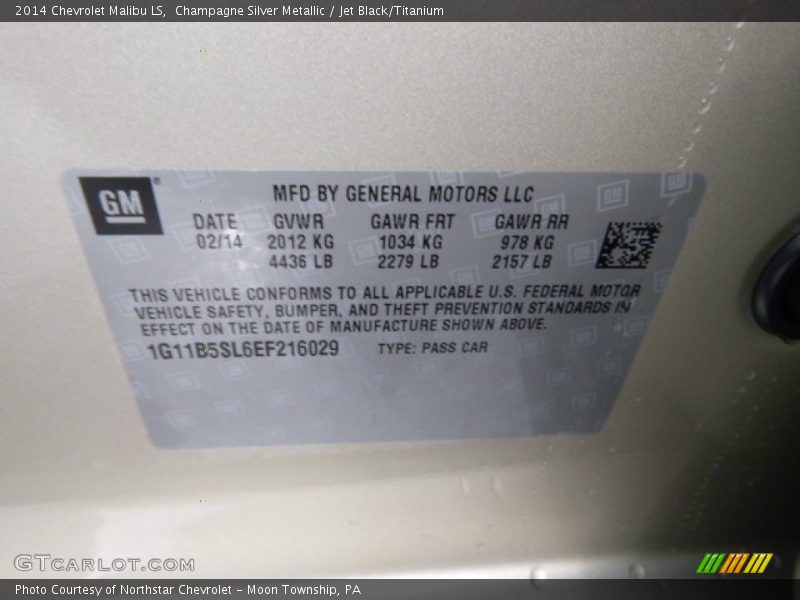 2014 Chevrolet Malibu LS,  Champagne Silver Metallic / Jet Black/Titanium
GM
MFD BY GENERAL MOTORS LLC
DATE GVWR GAWR FRT GAWR RR
02/14 2012 KG 1034 KG 978 KG
4436 LB 2279 LB 2157 LB
THIS VEHICLE CONFORMS TO ALL APPLICABLE U.S. FEDERAL MOTOR
VEHICLE SAFETY, BUMPER, AND THEFT PREVENTION STANDARDS IN
EFFECT ON THE DATE OF MANUFACTURE SHOWN ABOVE.
1G11B5SL6EF216029 TYPE: PASS CAR
GTCARLOT.COM
Photo Courtesy of Northstar Chevrolet - Moon Township, PA